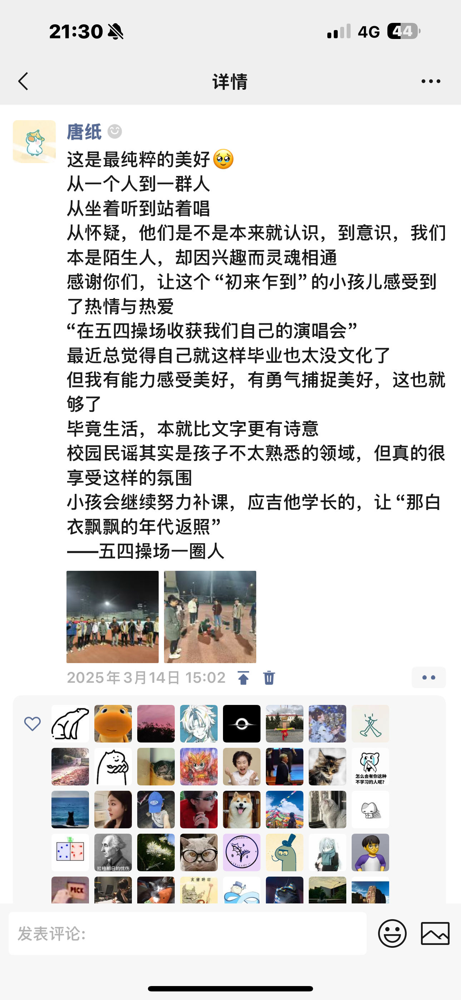 21:30
4G
44
详情
唐纸
这是最纯粹的美好🥹
从一个人到一群人
从坐着听到站着唱
从怀疑，他们是不是本来就认识，到意识，我们
本是陌生人，却因兴趣而灵魂相通
感谢你们，让这个“初来乍到”的小孩儿感受到
了热情与热爱
“在五四操场收获我们自己的演唱会”
最近总觉得自己就这样毕业也太没文化了
但我有能力感受美好，有勇气捕捉美好，这也就
够了
毕竟生活，本就比文字更有诗意
校园民谣其实是孩子不太熟悉的领域，但真的很
享受这样的氛围
小孩会继续努力补课，应吉他学长的，让“那白
衣飘飘的年代返照”
——五四操场一圈人
2025年3月14日 15:02
怎么会有你这种
不学习的人呢？
拉格朗日的忧伤
PECK
亥猪辞旧
发表评论：